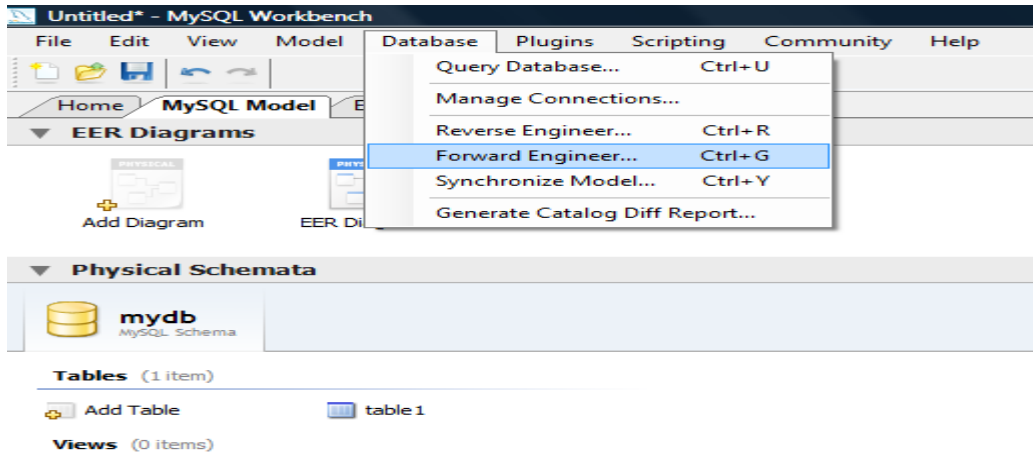 Untitled* - MySQL Workbench
File Edit View Model Database Plugins Scripting Community Help
Query Database... Ctrl+U
Manage Connections...
Reverse Engineer... Ctrl+R
Forward Engineer... Ctrl+G
Synchronize Model... Ctrl+Y
Generate Catalog Diff Report...
Home MySQL Model E
EER Diagrams
PHYSICAL
Add Diagram EER Di
Physical Schemata
mydb
MySQL Schema
Tables (1 item)
Add Table table1
Views (0 items)